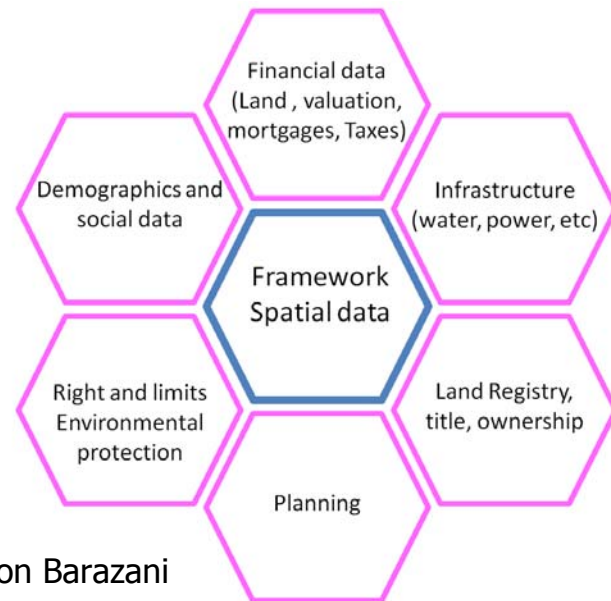 Financial data
(Land , valuation,
mortgages, Taxes)
Demographics and
social data
Infrastructure
(water, power, etc)
Framework
Spatial data
Right and limits
Environmental
protection
Land Registry,
title, ownership
Planning
on Barazani